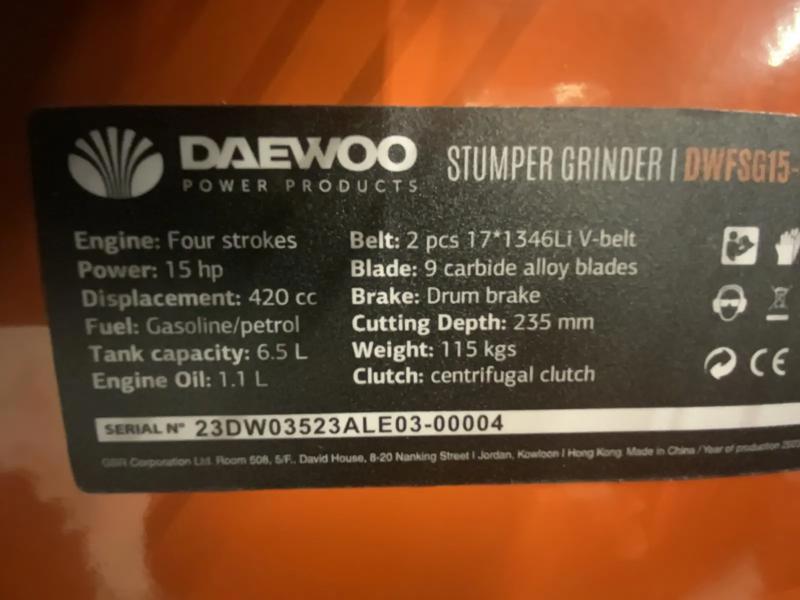 DAEWOO
POWER PRODUCTS
STUMPER GRINDER | DWFSG15-
Engine: Four strokes
Power: 15 hp
Displacement: 420 cc
Fuel: Gasoline/petrol
Tank capacity: 6.5 L
Engine Oil: 1.1 L
Belt: 2 pcs 17*1346Li V-belt
Blade: 9 carbide alloy blades
Brake: Drum brake
Cutting Depth: 235 mm
Weight: 115 kgs
Clutch: centrifugal clutch
CE
SERIAL N° 23DW03523ALE03-00004
Corporation Ltd. Room 508, 5/F., David House, 8-20 Nanking Street | Jordan, Kowloon | Hong Kong. Made in China / Year of production